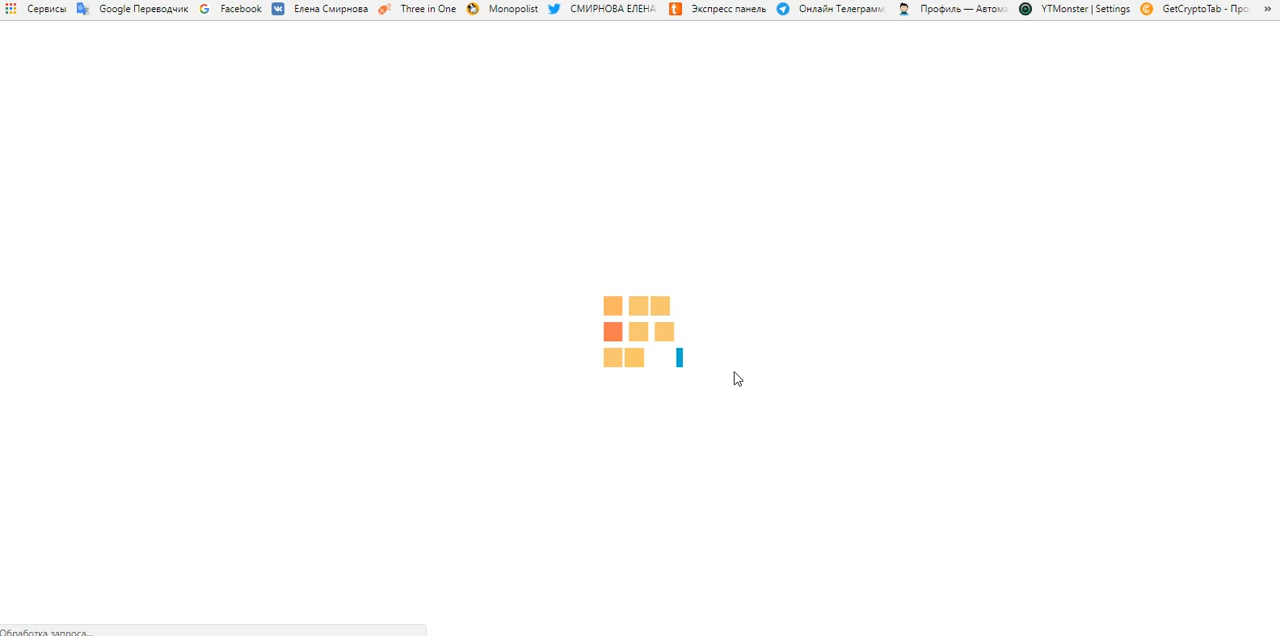 Сервисы Google Переводчик Facebook Елена Смирнова Three in One Monopolist СМИРНОВА ЕЛЕНА Экспресс панель Онлайн Телеграмм, Профиль — Автома YTMonster | Settings GetCryptoTab - Про »
Обработка запроса...